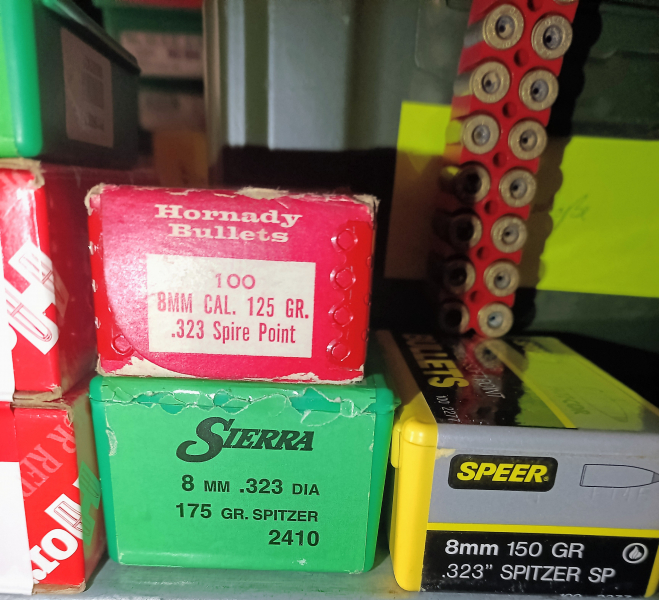 Hornady
Bullets
100
8MM CAL. 125 GR.
.323 Spire Point
SIERRA
8 MM .323 DIA
175 GR. SPITZER
2410
SPEER
8mm 150 GR
.323" SPITZER SP